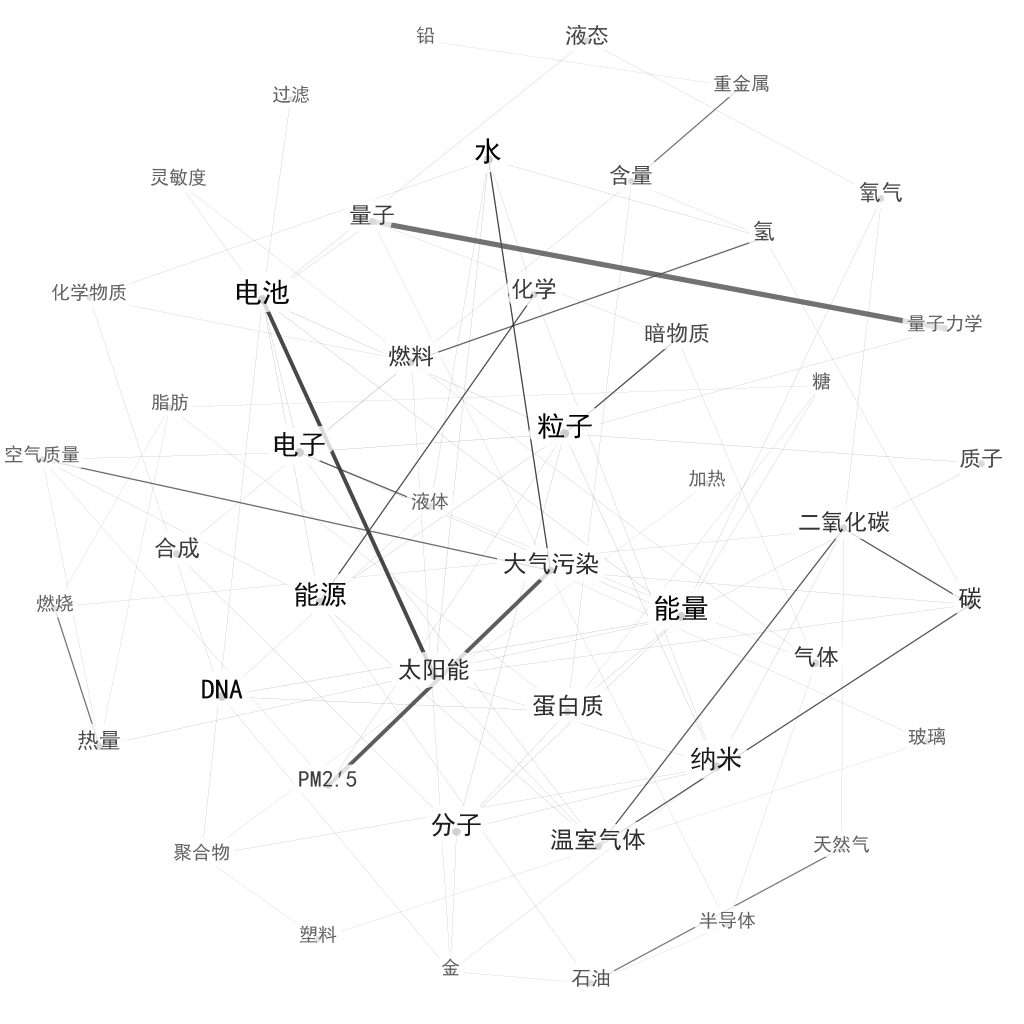 铅
液态
重金属
过滤
水
灵敏度
含量
氧气
量子
氢
化学
化学物质
电池
量子力学
暗物质
燃料
糖
脂肪
粒子
电子
空气质量
质子
加热
液体
二氧化碳
合成
大气污染
能源
燃烧
能量
碳
气体
太阳能
DNA
蛋白质
热量
玻璃
纳米
PM2.5
分子
温室气体
聚合物
天然气
塑料
半导体
金
石油